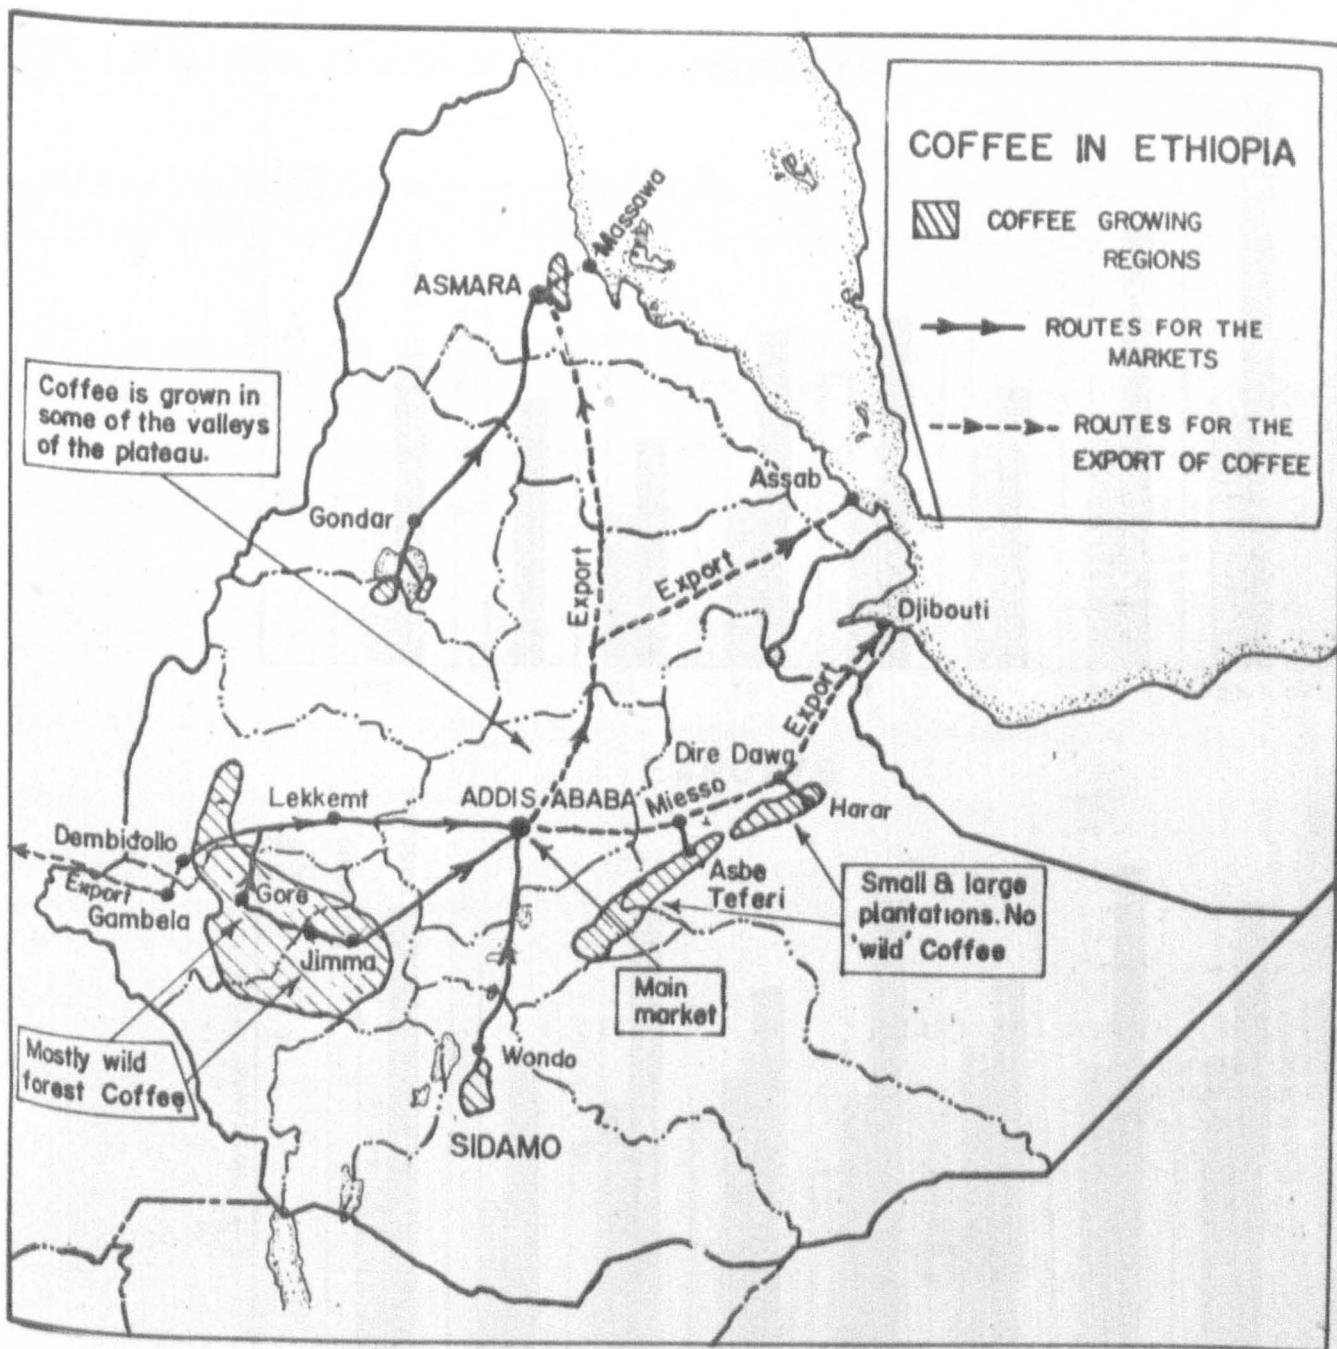 COFFEE IN ETHIOPIA
COFFEE GROWING
REGIONS
ROUTES FOR THE
MARKETS
ROUTES FOR THE
EXPORT OF COFFEE
Massawa
ASMARA
Coffee is grown in
some of the valleys
of the plateau.
Assab
Gondar
Export
Export
Djibouti
Export
Dire Dawa
Miesso
Harar
Lekkemt
ADDIS ABABA
Dembidollo
Export
Gambela
Gore
Jimma
Asbe
Teferi
Small & large
plantations. No
'wild' Coffee
Main
market
Mostly wild
forest Coffee
Wondo
SIDAMO